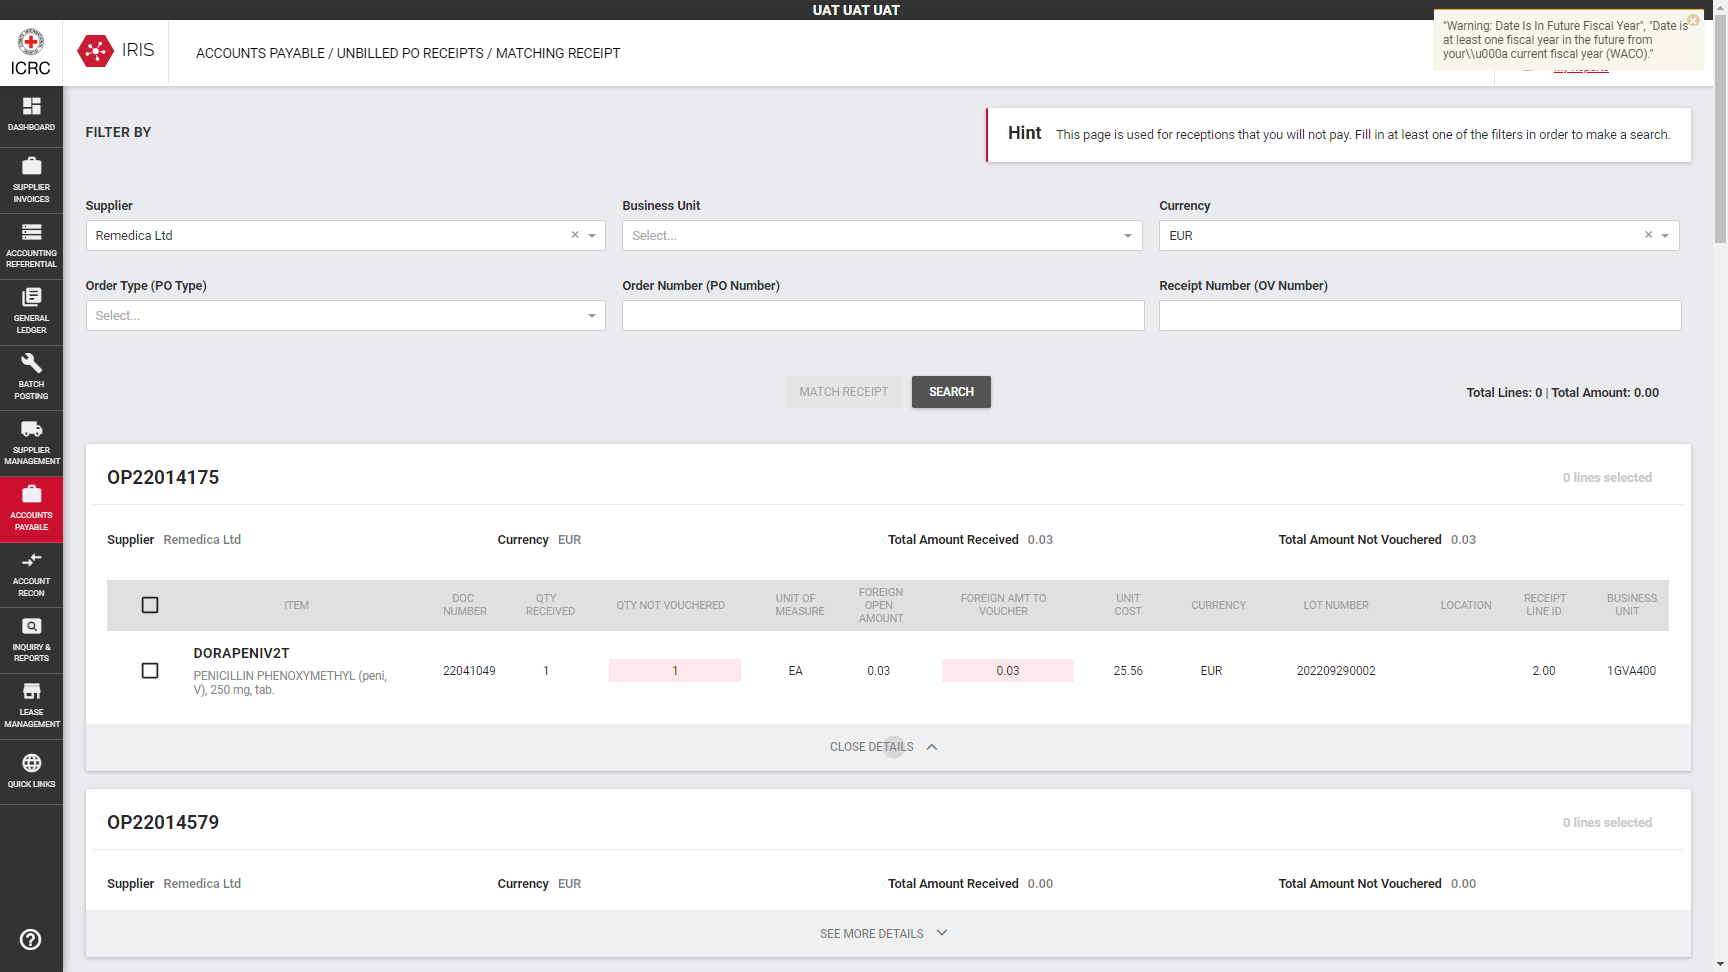 UAT UAT UAT
ICRC
IRIS
ACCOUNTS PAYABLE / UNBILLED PO RECEIPTS / MATCHING RECEIPT
"Warning: Date Is In Future Fiscal Year", "Date is
at least one fiscal year in the future from
your\\u000a current fiscal year (WACO)."
DASHBOARD
SUPPLIER
INVOICES
ACCOUNTING
REFERENTIAL
GENERAL
LEDGER
BATCH
POSTING
SUPPLIER
MANAGEMENT
ACCOUNTS
PAYABLE
ACCOUNT
RECON
INQUIRY &
REPORTS
LEASE
MANAGEMENT
QUICK LINKS
FILTER BY
Hint This page is used for receptions that you will not pay. Fill in at least one of the filters in order to make a search.
Supplier
Business Unit
Currency
Remedica Ltd
Select...
EUR
Order Type (PO Type)
Order Number (PO Number)
Receipt Number (OV Number)
Select...
MATCH RECEIPT
SEARCH
Total Lines: 0 | Total Amount: 0.00
OP22014175
0 lines selected
Supplier Remedica Ltd
Currency EUR
Total Amount Received 0.03
Total Amount Not Vouchered 0.03
ITEM
DOC
NUMBER
QTY
RECEIVED
QTY NOT VOUCHERED
UNIT OF
MEASURE
FOREIGN
OPEN
AMOUNT
FOREIGN AMT TO
VOUCHER
UNIT
COST
CURRENCY
LOT NUMBER
LOCATION
RECEIPT
LINE ID
BUSINESS
UNIT
DORAPENIV2T
PENICILLIN PHENOXYMETHYL (peni,
V), 250 mg, tab.
22041049
1
1
EA
0.03
0.03
25.56
EUR
202209290002
2.00
1GVA400
CLOSE DETAILS
OP22014579
0 lines selected
Supplier Remedica Ltd
Currency EUR
Total Amount Received 0.00
Total Amount Not Vouchered 0.00
SEE MORE DETAILS